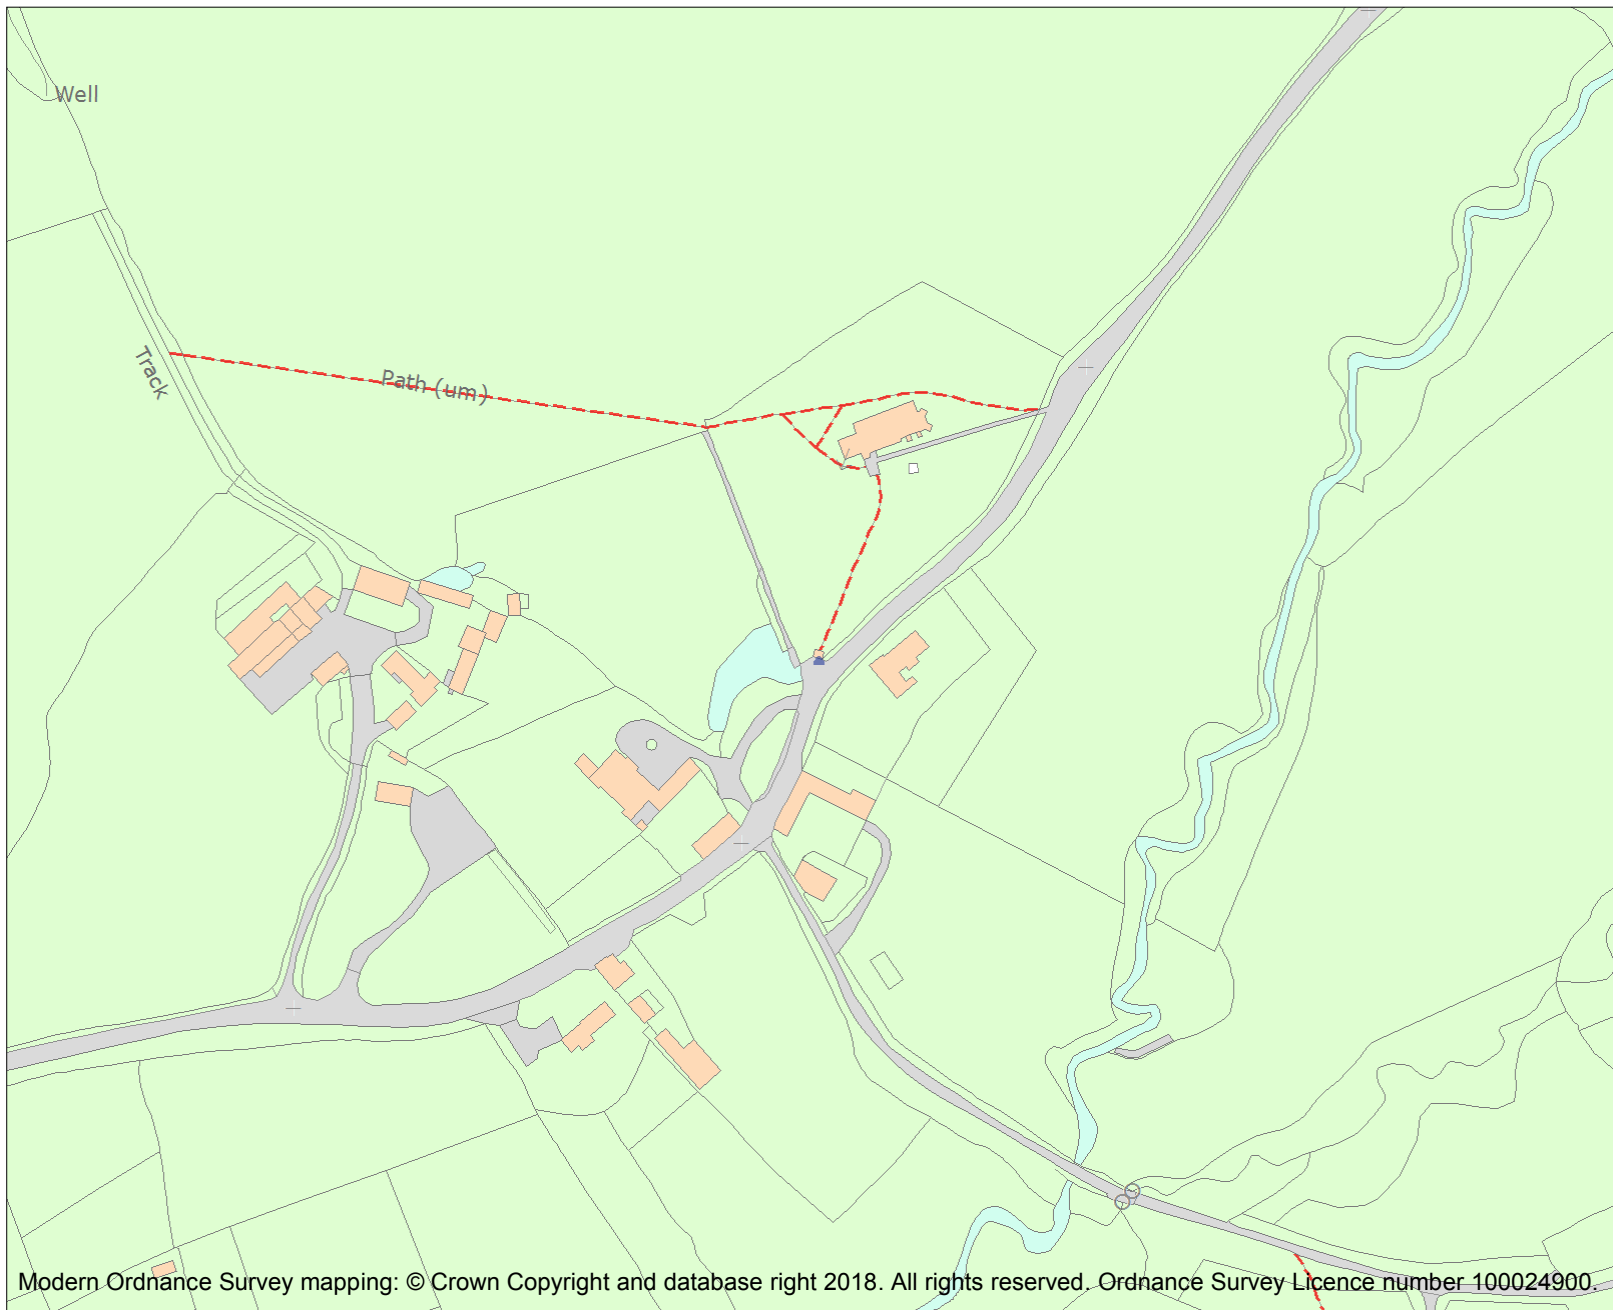 Well
Track
Path (um)
Modern Ordnance Survey mapping: © Crown Copyright and database right 2018. All rights reserved. Ordnance Survey Licence number 100024900.